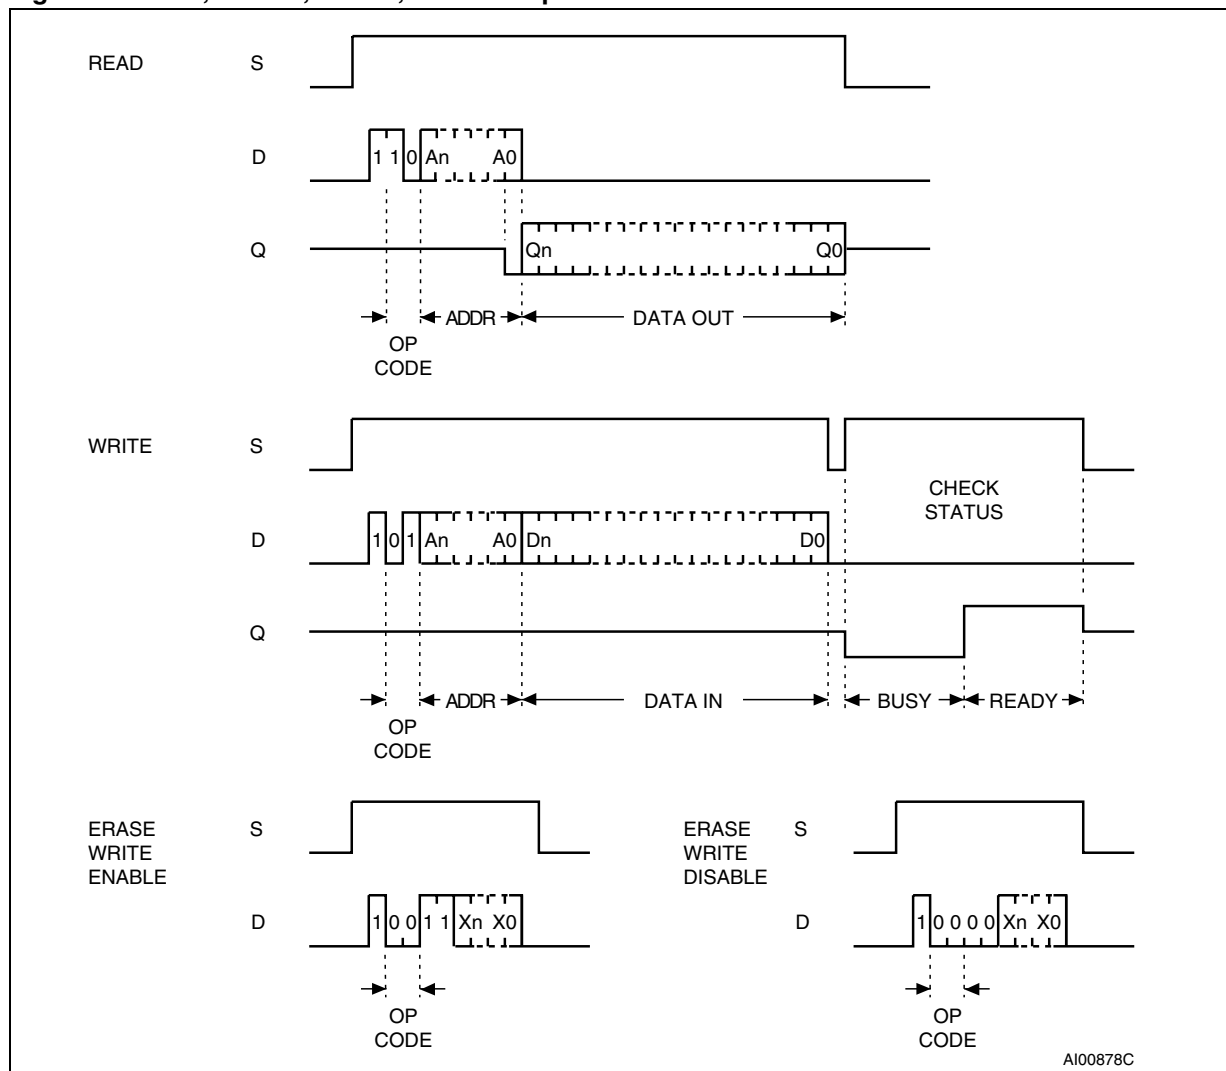 READ S
D 1 1 0 An A0
Q Qn Q0
ADDR DATA OUT
OP
CODE
WRITE S
CHECK
STATUS
D 1 0 1 An A0 Dn D0
Q
ADDR DATA IN BUSY READY
OP
CODE
ERASE
WRITE
ENABLE
S
D 1 0 0 1 1 Xn X0
OP
CODE
ERASE
WRITE
DISABLE
S
D 1 0 0 0 0 Xn X0
OP
CODE
AI00878C